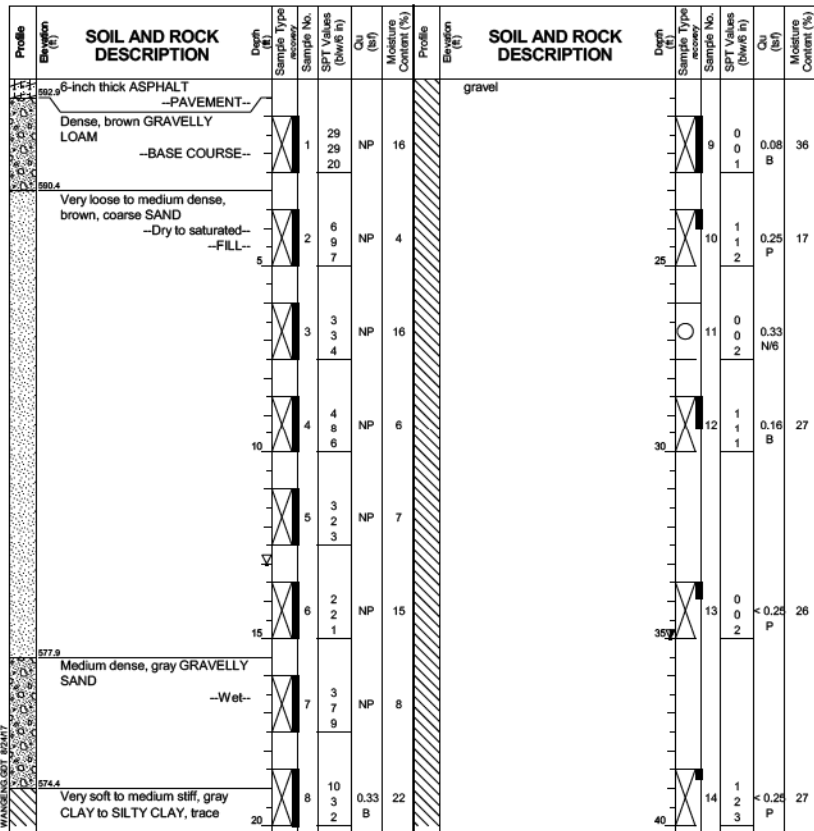 Profile
Elevation (ft)
SOIL AND ROCK DESCRIPTION
Depth (ft)
Sample Type recovery
Sample No.
SPT Values (blw/6 in)
Qu (tsf)
Moisture Content (%)
Profile
Elevation (ft)
SOIL AND ROCK DESCRIPTION
Depth (ft)
Sample Type recovery
Sample No.
SPT Values (blw/6 in)
Qu (tsf)
Moisture Content (%)
592.9
6-inch thick ASPHALT
--PAVEMENT--
Dense, brown GRAVELLY
LOAM
--BASE COURSE--
1
29
29
20
NP
16
590.4
Very loose to medium dense,
brown, coarse SAND
--Dry to saturated--
--FILL--
5
2
6
9
7
NP
4
3
3
3
4
NP
16
10
4
4
8
6
NP
6
5
3
2
3
NP
7
15
6
2
2
1
NP
15
577.9
Medium dense, gray GRAVELLY
SAND
--Wet--
7
3
7
9
NP
8
574.4
Very soft to medium stiff, gray
CLAY to SILTY CLAY, trace
20
8
10
3
2
0.33
B
22
gravel
9
0
0
1
0.08
B
36
25
10
1
1
2
0.25
P
17
11
0
0
2
0.33
N/6
30
12
1
1
1
0.16
B
27
35
13
0
0
2
< 0.25
P
26
40
14
1
2
3
< 0.25
P
27
WANGENG.GDT 8/24/17